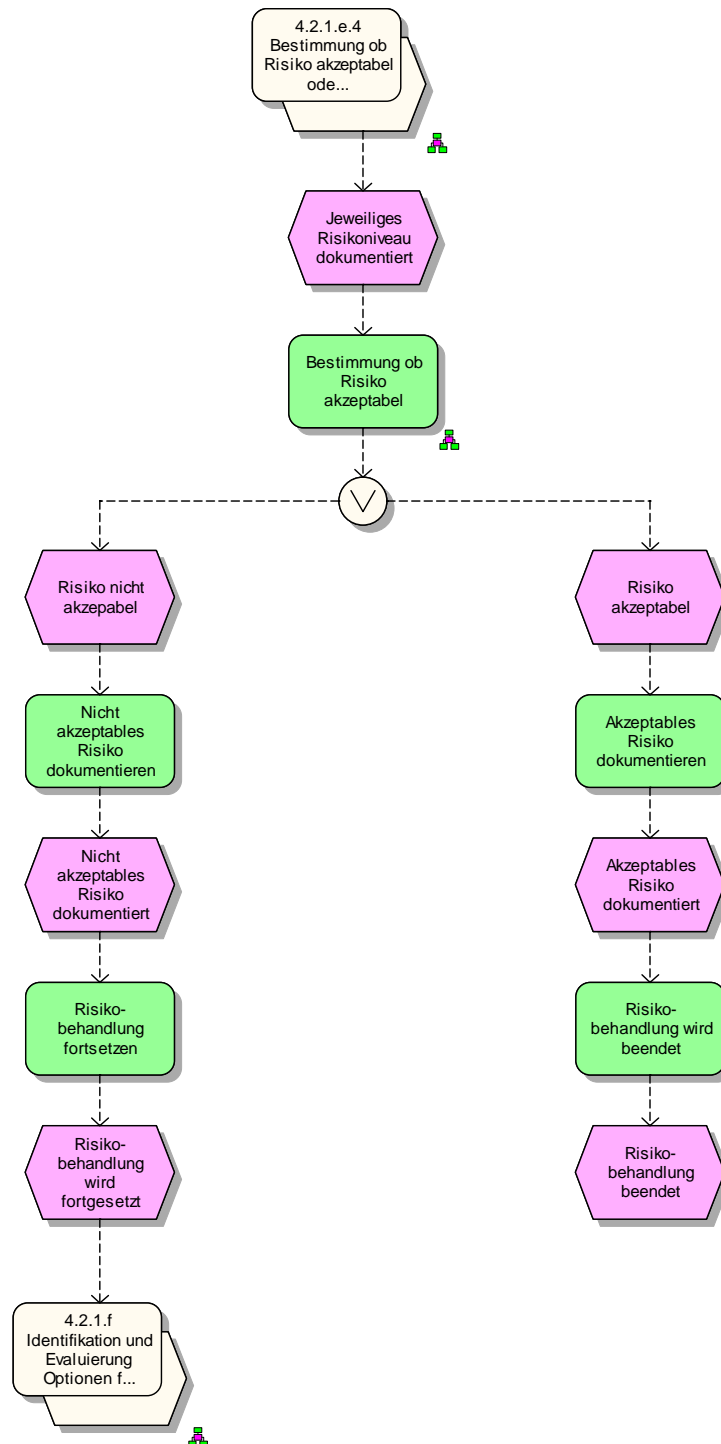 4.2.1.e.4
Bestimmung ob
Risiko akzeptabel
ode...
Jeweiliges
Risikoniveau
dokumentiert
Bestimmung ob
Risiko
akzeptabel
Risiko nicht
akzepabel
Risiko
akzeptabel
Nicht
akzeptables
Risiko
dokumentieren
Akzeptables
Risiko
dokumentieren
Nicht
akzeptables
Risiko
dokumentiert
Akzeptables
Risiko
dokumentiert
Risiko-
behandlung
fortsetzen
Risiko-
behandlung wird
beendet
Risiko-
behandlung
wird
fortgesetzt
Risiko-
behandlung
beendet
4.2.1.f
Identifikation und
Evaluierung
Optionen f...